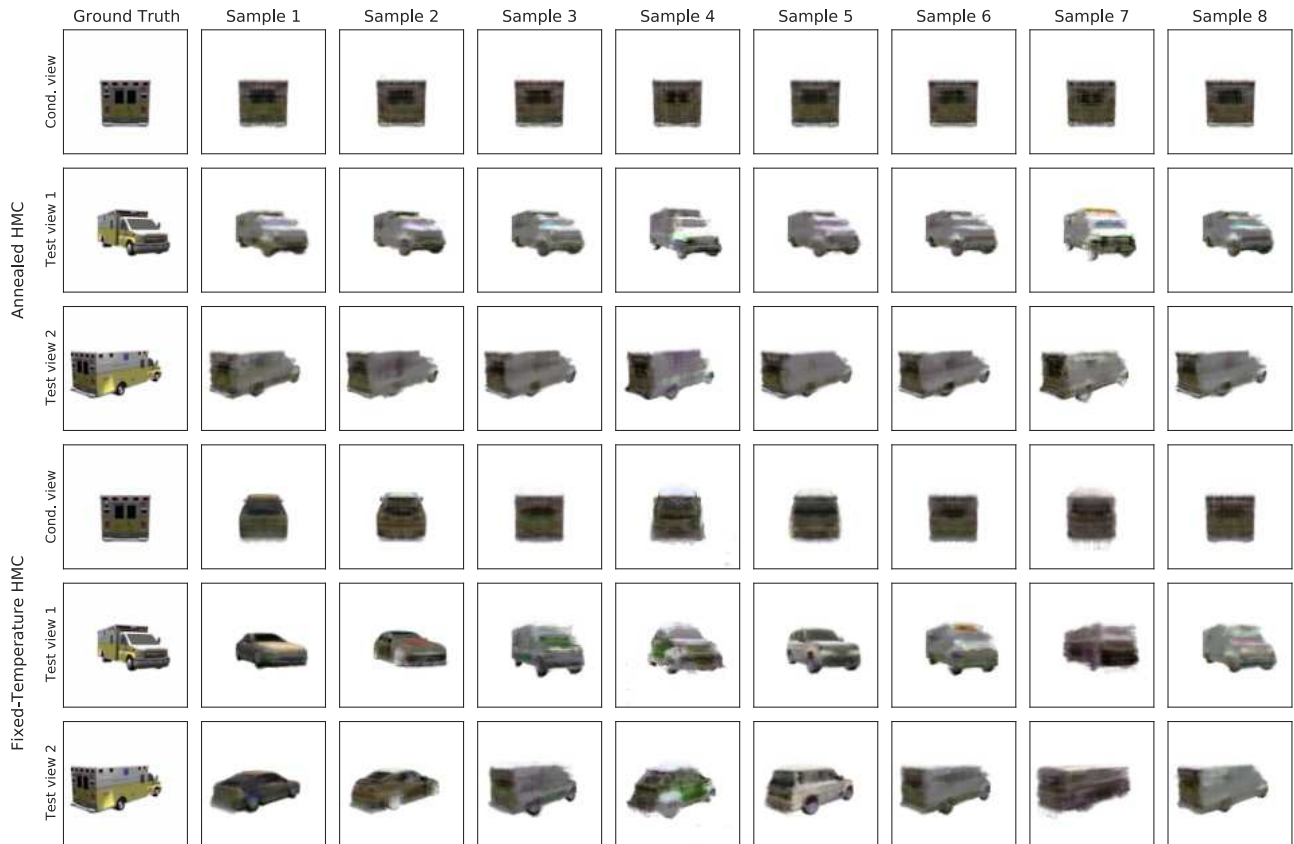 Ground Truth Sample 1 Sample 2 Sample 3 Sample 4 Sample 5 Sample 6 Sample 7 Sample 8
Annealed HMC
Cond. view
Test view 1
Test view 2
Fixed-Temperature HMC
Cond. view
Test view 1
Test view 2